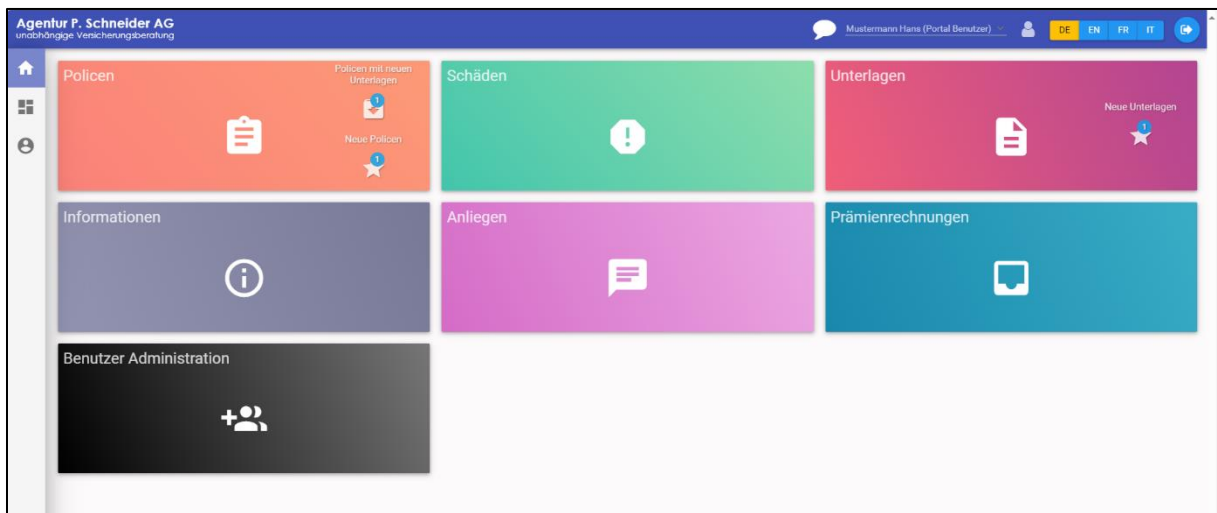 Agentur P. Schneider AG
unabhängige Versicherungsberatung
Mustermann Hans (Portal Benutzer)
DE EN FR IT
Policen
Policen mit neuen
Unterlagen
1
Neue Policen
1
Schäden
Unterlagen
Neue Unterlagen
1
Informationen
Anliegen
Prämienrechnungen
Benutzer Administration